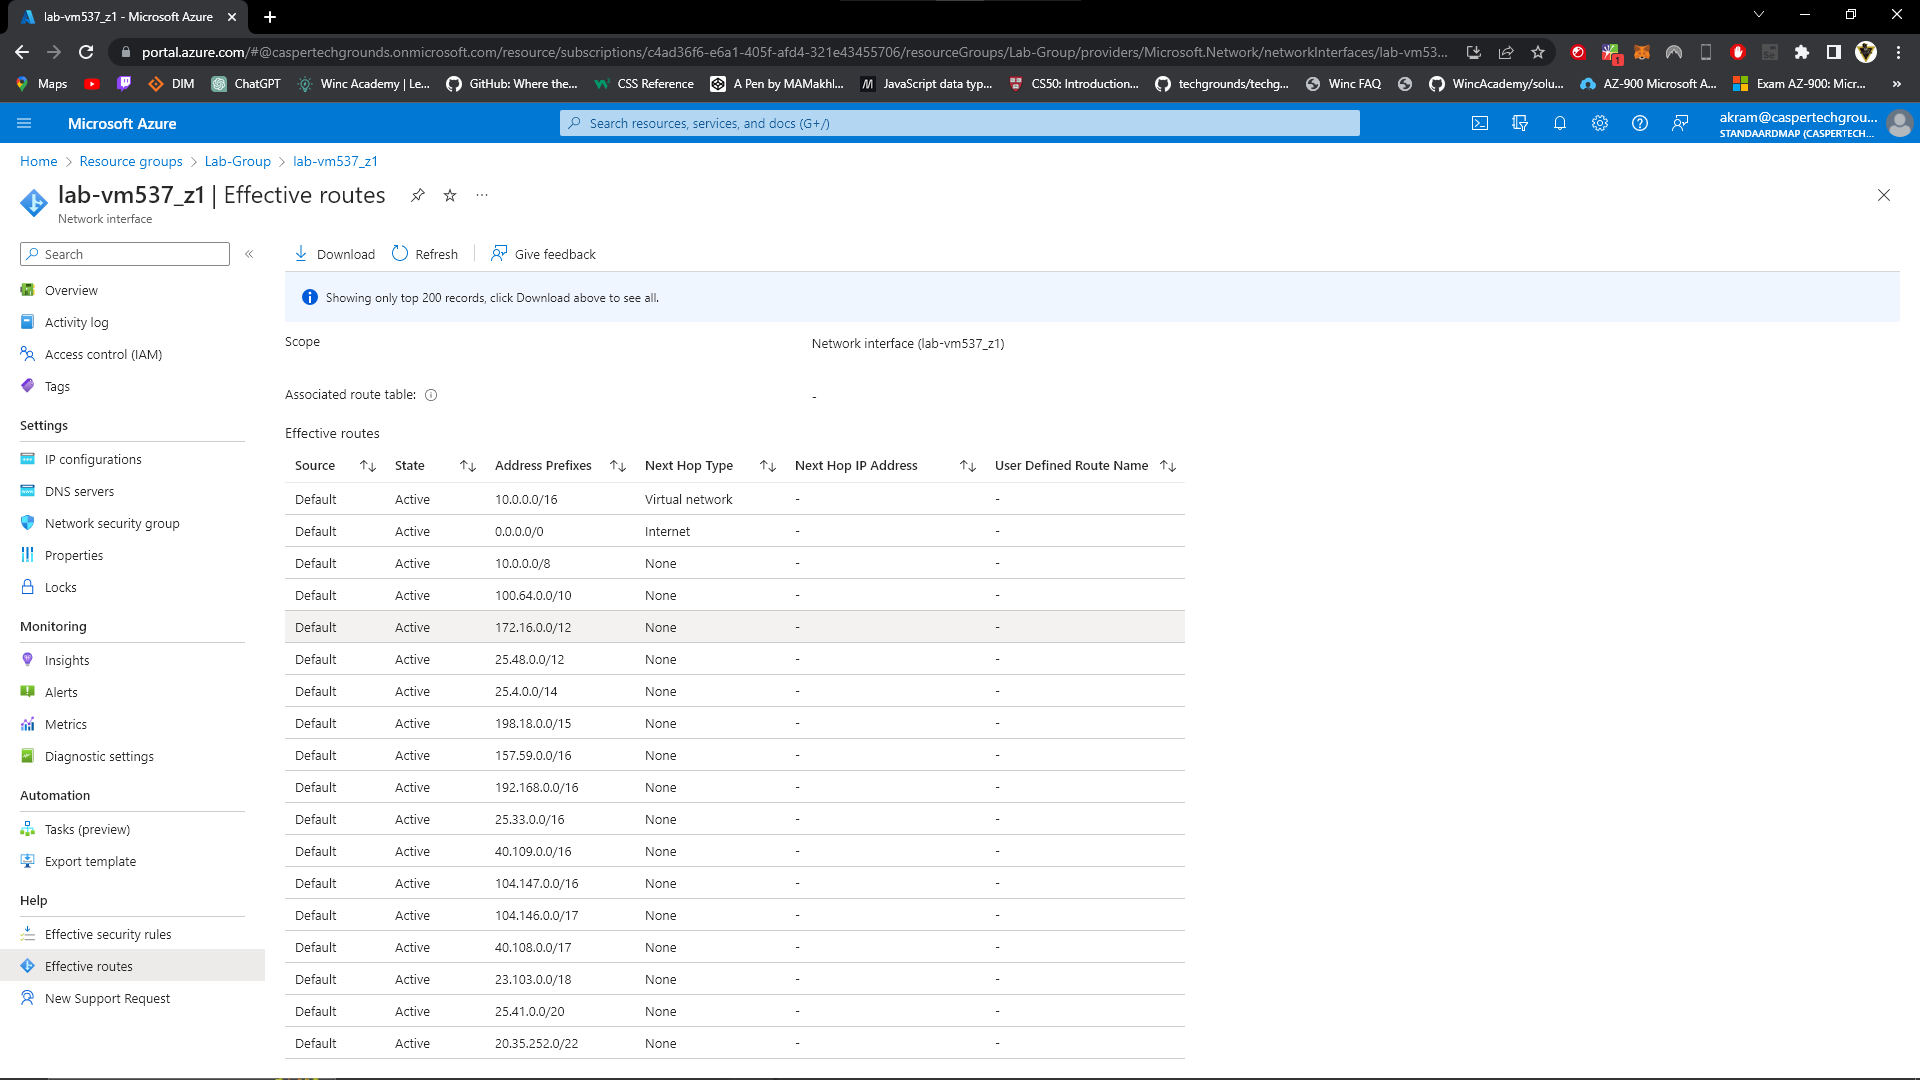 lab-vm537_z1 - Microsoft Azure
portal.azure.com/#@caspertechgrounds.onmicrosoft.com/resource/subscriptions/c4ad36f6-e6a1-405f-afd4-321e43455706/resourceGroups/Lab-Group/providers/Microsoft.Network/networkInterfaces/lab-vm53...
1
Maps DIM ChatGPT Winc Academy | Le... GitHub: Where the... CSS Reference A Pen by MAMakhl... JavaScript data typ... CS50: Introduction... techgrounds/techg... Winc FAQ WincAcademy/solu... AZ-900 Microsoft A... Exam AZ-900: Micr... »
Microsoft Azure
Search resources, services, and docs (G+/)
akram@caspertechgrou...
STANDAARDMAP (CASPERTECH...
Home > Resource groups > Lab-Group > lab-vm537_z1
lab-vm537_z1 | Effective routes ...
Network interface
Search «
Download Refresh Give feedback
Showing only top 200 records, click Download above to see all.
Overview
Activity log
Access control (IAM)
Tags
Settings
IP configurations
DNS servers
Network security group
Properties
Locks
Monitoring
Insights
Alerts
Metrics
Diagnostic settings
Automation
Tasks (preview)
Export template
Help
Effective security rules
Effective routes
New Support Request
Scope Network interface (lab-vm537_z1)
Associated route table: -
Effective routes
Source State Address Prefixes Next Hop Type Next Hop IP Address User Defined Route Name
Default Active 10.0.0.0/16 Virtual network - -
Default Active 0.0.0.0/0 Internet - -
Default Active 10.0.0.0/8 None - -
Default Active 100.64.0.0/10 None - -
Default Active 172.16.0.0/12 None - -
Default Active 25.48.0.0/12 None - -
Default Active 25.4.0.0/14 None - -
Default Active 198.18.0.0/15 None - -
Default Active 157.59.0.0/16 None - -
Default Active 192.168.0.0/16 None - -
Default Active 25.33.0.0/16 None - -
Default Active 40.109.0.0/16 None - -
Default Active 104.147.0.0/16 None - -
Default Active 104.146.0.0/17 None - -
Default Active 40.108.0.0/17 None - -
Default Active 23.103.0.0/18 None - -
Default Active 25.41.0.0/20 None - -
Default Active 20.35.252.0/22 None - -